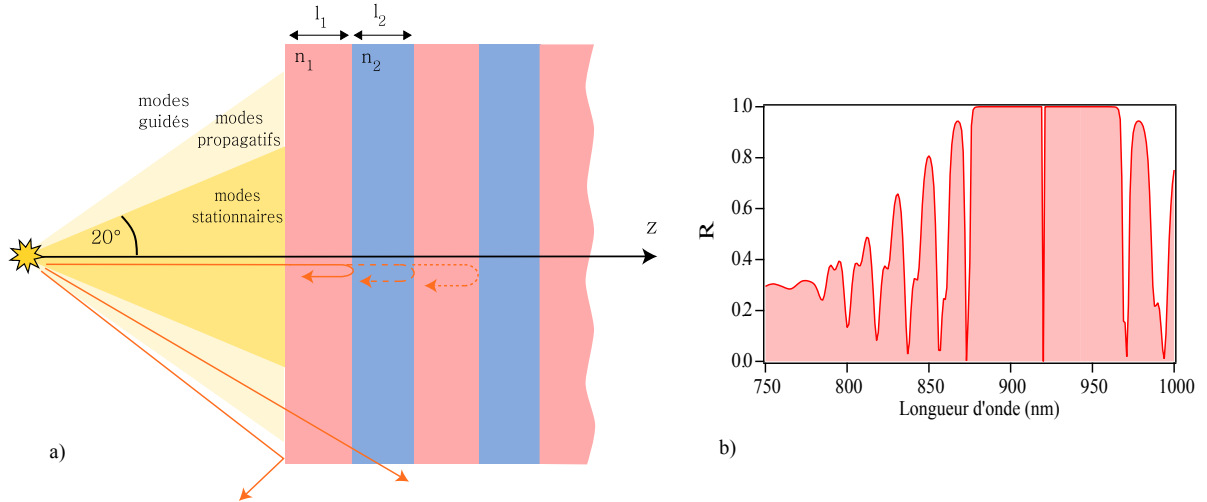 l1
l2
n1
n2
modes
guidés
modes
propagatifs
modes
stationnaires
20°
z
a)
R
1.0
0.8
0.6
0.4
0.2
0.0
750
800
850
900
950
1000
Longueur d'onde (nm)
b)